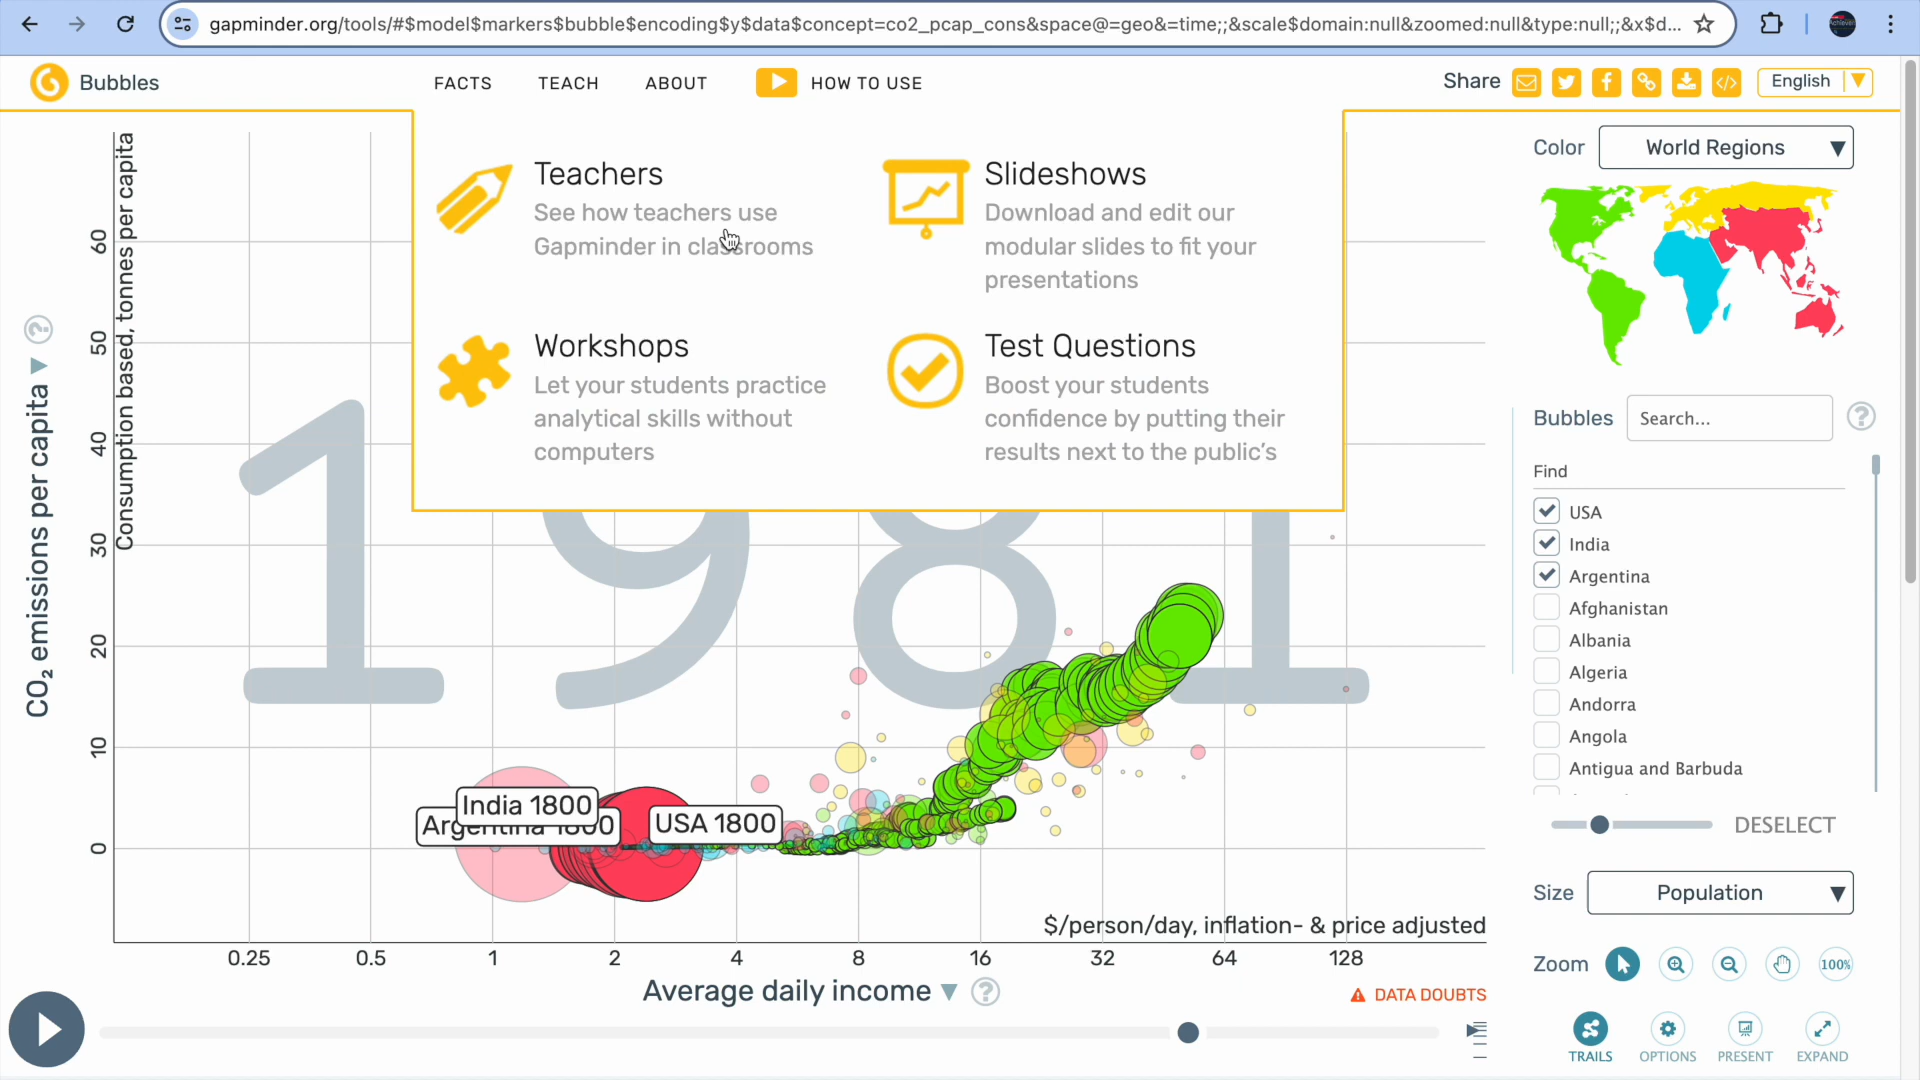 gapminder.org/tools/#$model$markers$bubble$encoding$y$data$concept=co2_pcap_cons&space@=geo&=time;;&scale$domain:null&zoomed:null&type:null;;&x$d...
Bubbles
FACTS
TEACH
ABOUT
HOW TO USE
Share
English
Teachers
See how teachers use
Gapminder in classrooms
Slideshows
Download and edit our
modular slides to fit your
presentations
Workshops
Let your students practice
analytical skills without
computers
Test Questions
Boost your students
confidence by putting their
results next to the public's
CO₂ emissions per capita
Consumption based, tonnes per capita
60
50
40
30
20
10
0
1981
India 1800
Argentina 1800
USA 1800
$/person/day, inflation- & price adjusted
0.25
0.5
1
2
4
8
16
32
64
128
Average daily income
DATA DOUBTS
Color
World Regions
Bubbles
Search...
Find
USA
India
Argentina
Afghanistan
Albania
Algeria
Andorra
Angola
Antigua and Barbuda
DESELECT
Size
Population
Zoom
100%
TRAILS
OPTIONS
PRESENT
EXPAND